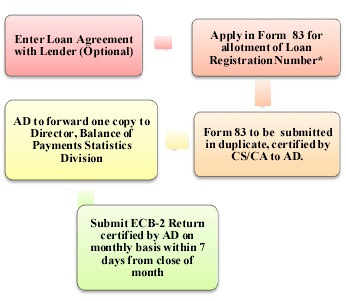 Enter Loan Agreement
with Lender (Optional)
Apply in Form 83 for
allotment of Loan
Registration Number*
Form 83 to be submitted
in duplicate, certified by
CS/CA to AD.
AD to forward one copy to
Director, Balance of
Payments Statistics
Division
Submit ECB-2 Return
certified by AD on
monthly basis within 7
days from close of
month